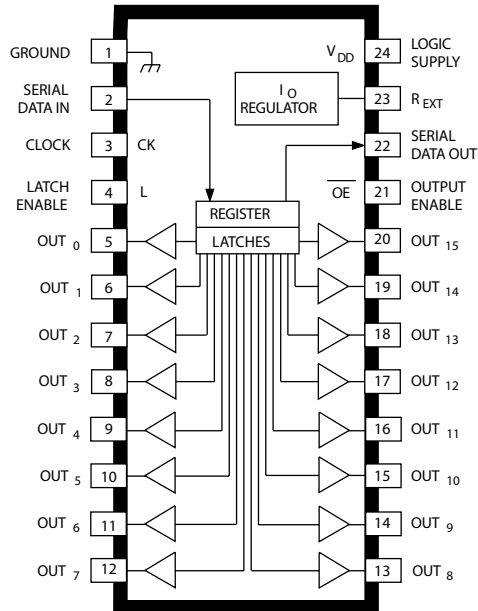 GROUND 1
SERIAL DATA IN 2
CLOCK 3 CK
LATCH ENABLE 4 L
OUT 0 5
OUT 1 6
OUT 2 7
OUT 3 8
OUT 4 9
OUT 5 10
OUT 6 11
OUT 7 12
I O REGULATOR
REGISTER
LATCHES
V DD 24 LOGIC SUPPLY
23 R EXT
22 SERIAL DATA OUT
OE 21 OUTPUT ENABLE
20 OUT 15
19 OUT 14
18 OUT 13
17 OUT 12
16 OUT 11
15 OUT 10
14 OUT 9
13 OUT 8